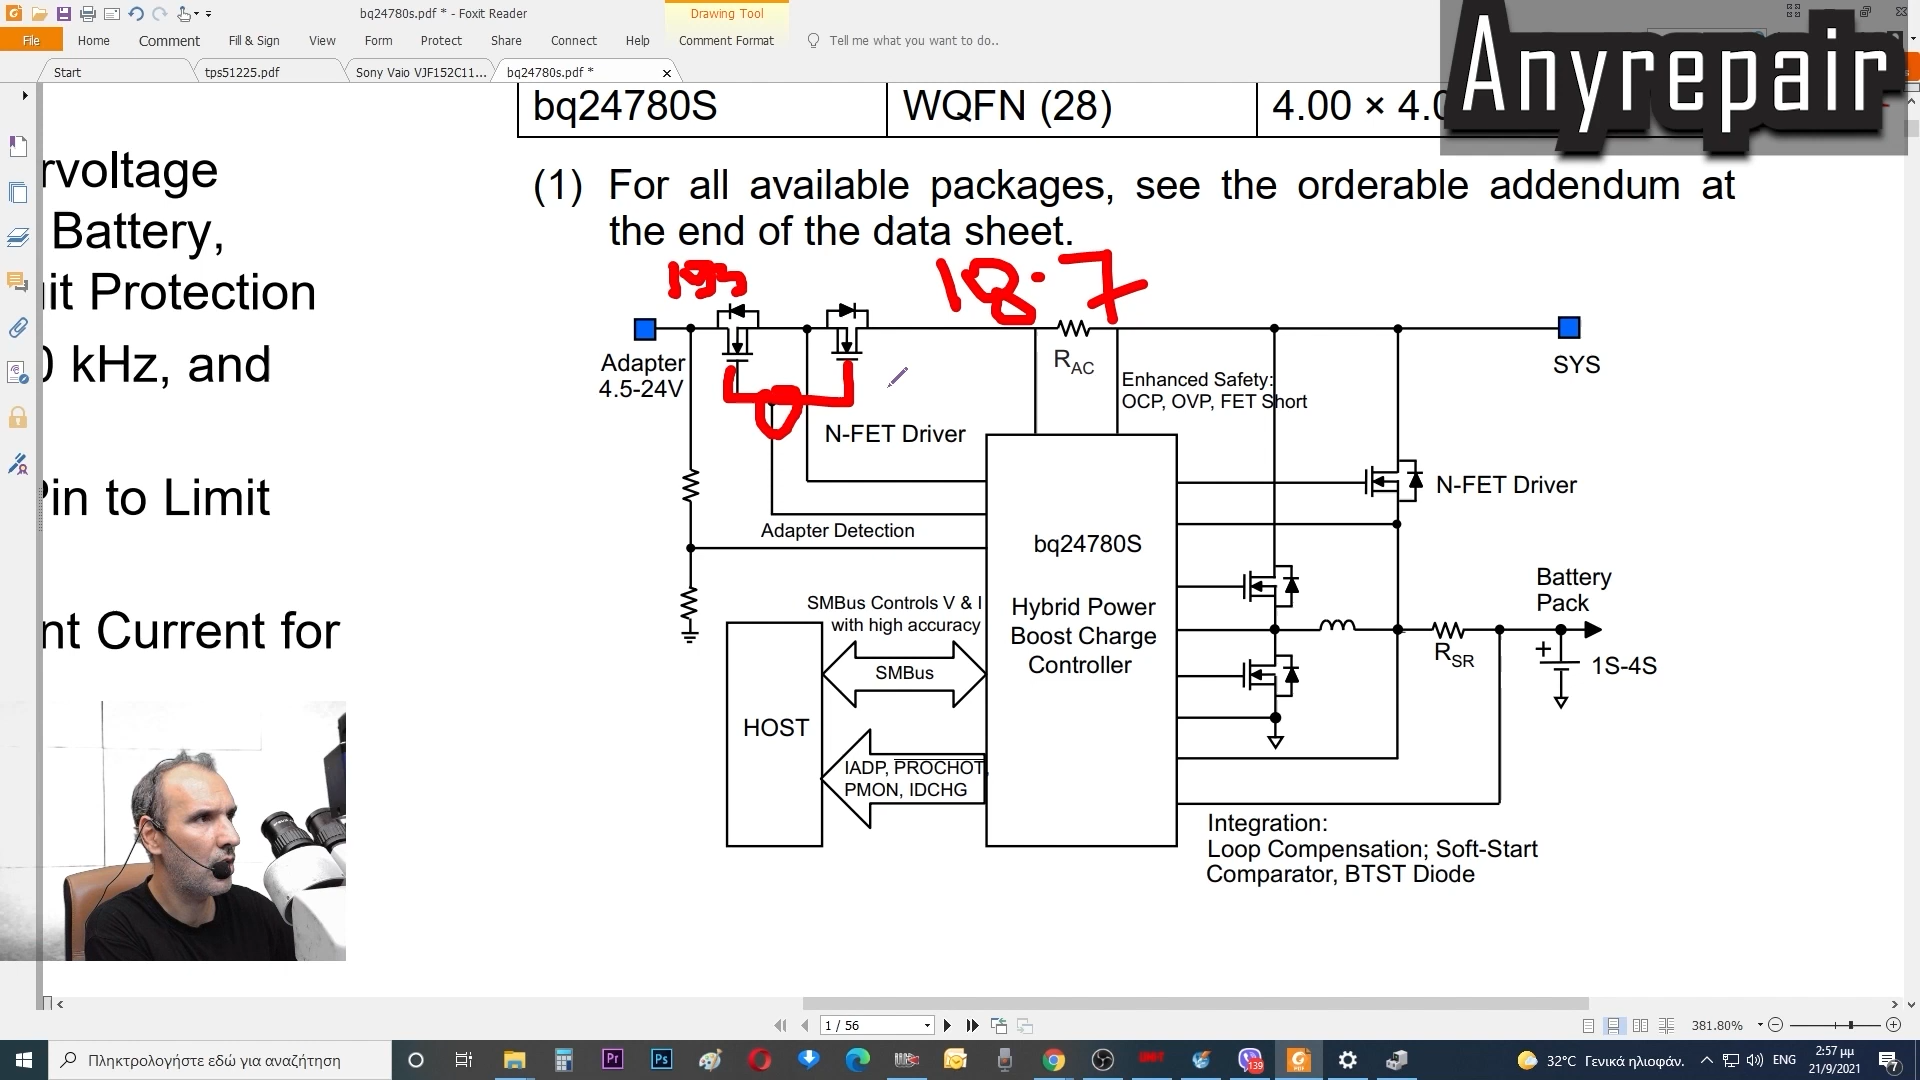 bq24780s.pdf * - Foxit Reader
Drawing Tool
File
Home
Comment
Fill & Sign
View
Form
Protect
Share
Connect
Help
Comment Format
Tell me what you want to do..
Start
tps51225.pdf
Sony Vaio VJF152C11...
bq24780s.pdf *
Anyrepair
bq24780S
WQFN (28)
4.00 × 4.0
rvoltage
Battery,
it Protection
0 kHz, and
Pin to Limit
nt Current for
(1) For all available packages, see the orderable addendum at
the end of the data sheet.
18.7
Adapter
4.5-24V
RAC
SYS
Enhanced Safety:
OCP, OVP, FET Short
N-FET Driver
N-FET Driver
Adapter Detection
bq24780S
Hybrid Power
Boost Charge
Controller
SMBus Controls V & I
with high accuracy
SMBus
HOST
IADP, PROCHOT,
PMON, IDCHG
Battery
Pack
RSR
+
1S-4S
Integration:
Loop Compensation; Soft-Start
Comparator, BTST Diode
1 / 56
381.80%
Πληκτρολογήστε εδώ για αναζήτηση
Pr
Ps
139
32°C Γενικά ηλιοφάν.
ENG
2:57 μμ
21/9/2021
7